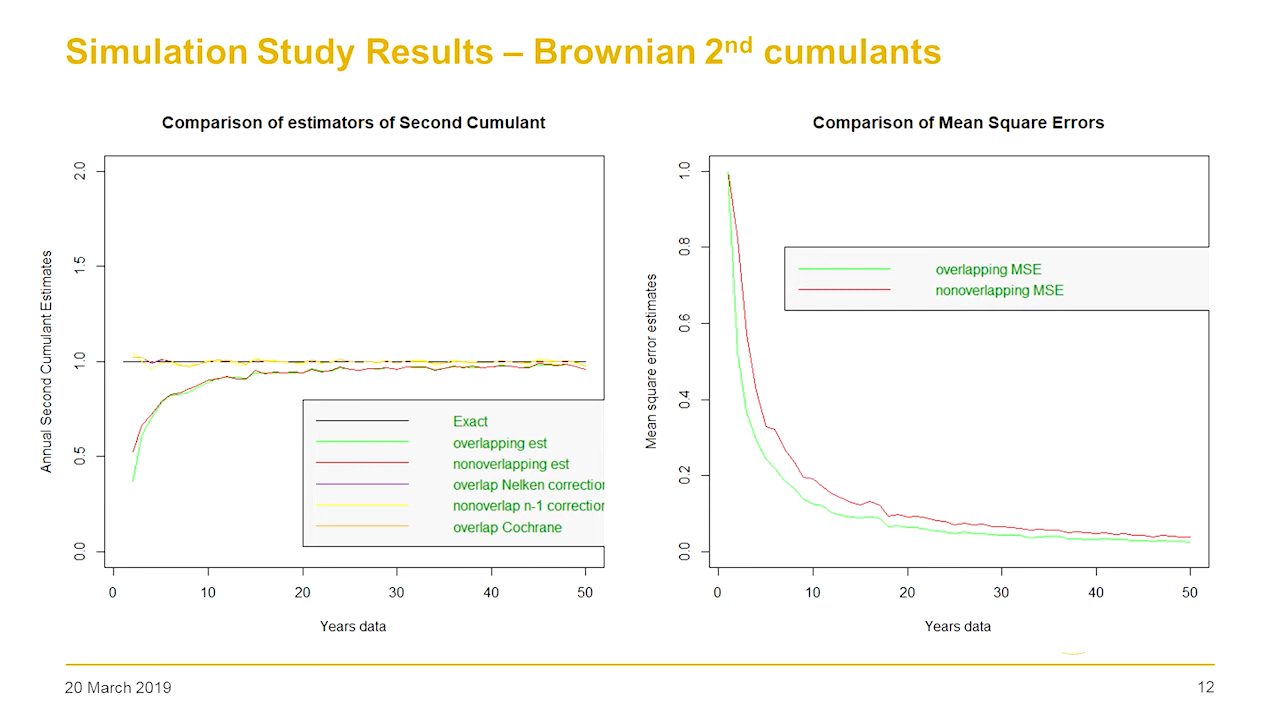 Simulation Study Results – Brownian 2nd cumulants
Comparison of estimators of Second Cumulant
Annual Second Cumulant Estimates
2.0
1.5
1.0
0.5
0.0
Exact
overlapping est
nonoverlapping est
overlap Nelken correction
nonoverlap n-1 correction
overlap Cochrane
0 10 20 30 40 50
Years data
Comparison of Mean Square Errors
Mean square error estimates
1.0
0.8
0.6
0.4
0.2
0.0
overlapping MSE
nonoverlapping MSE
0 10 20 30 40 50
Years data
20 March 2019
12